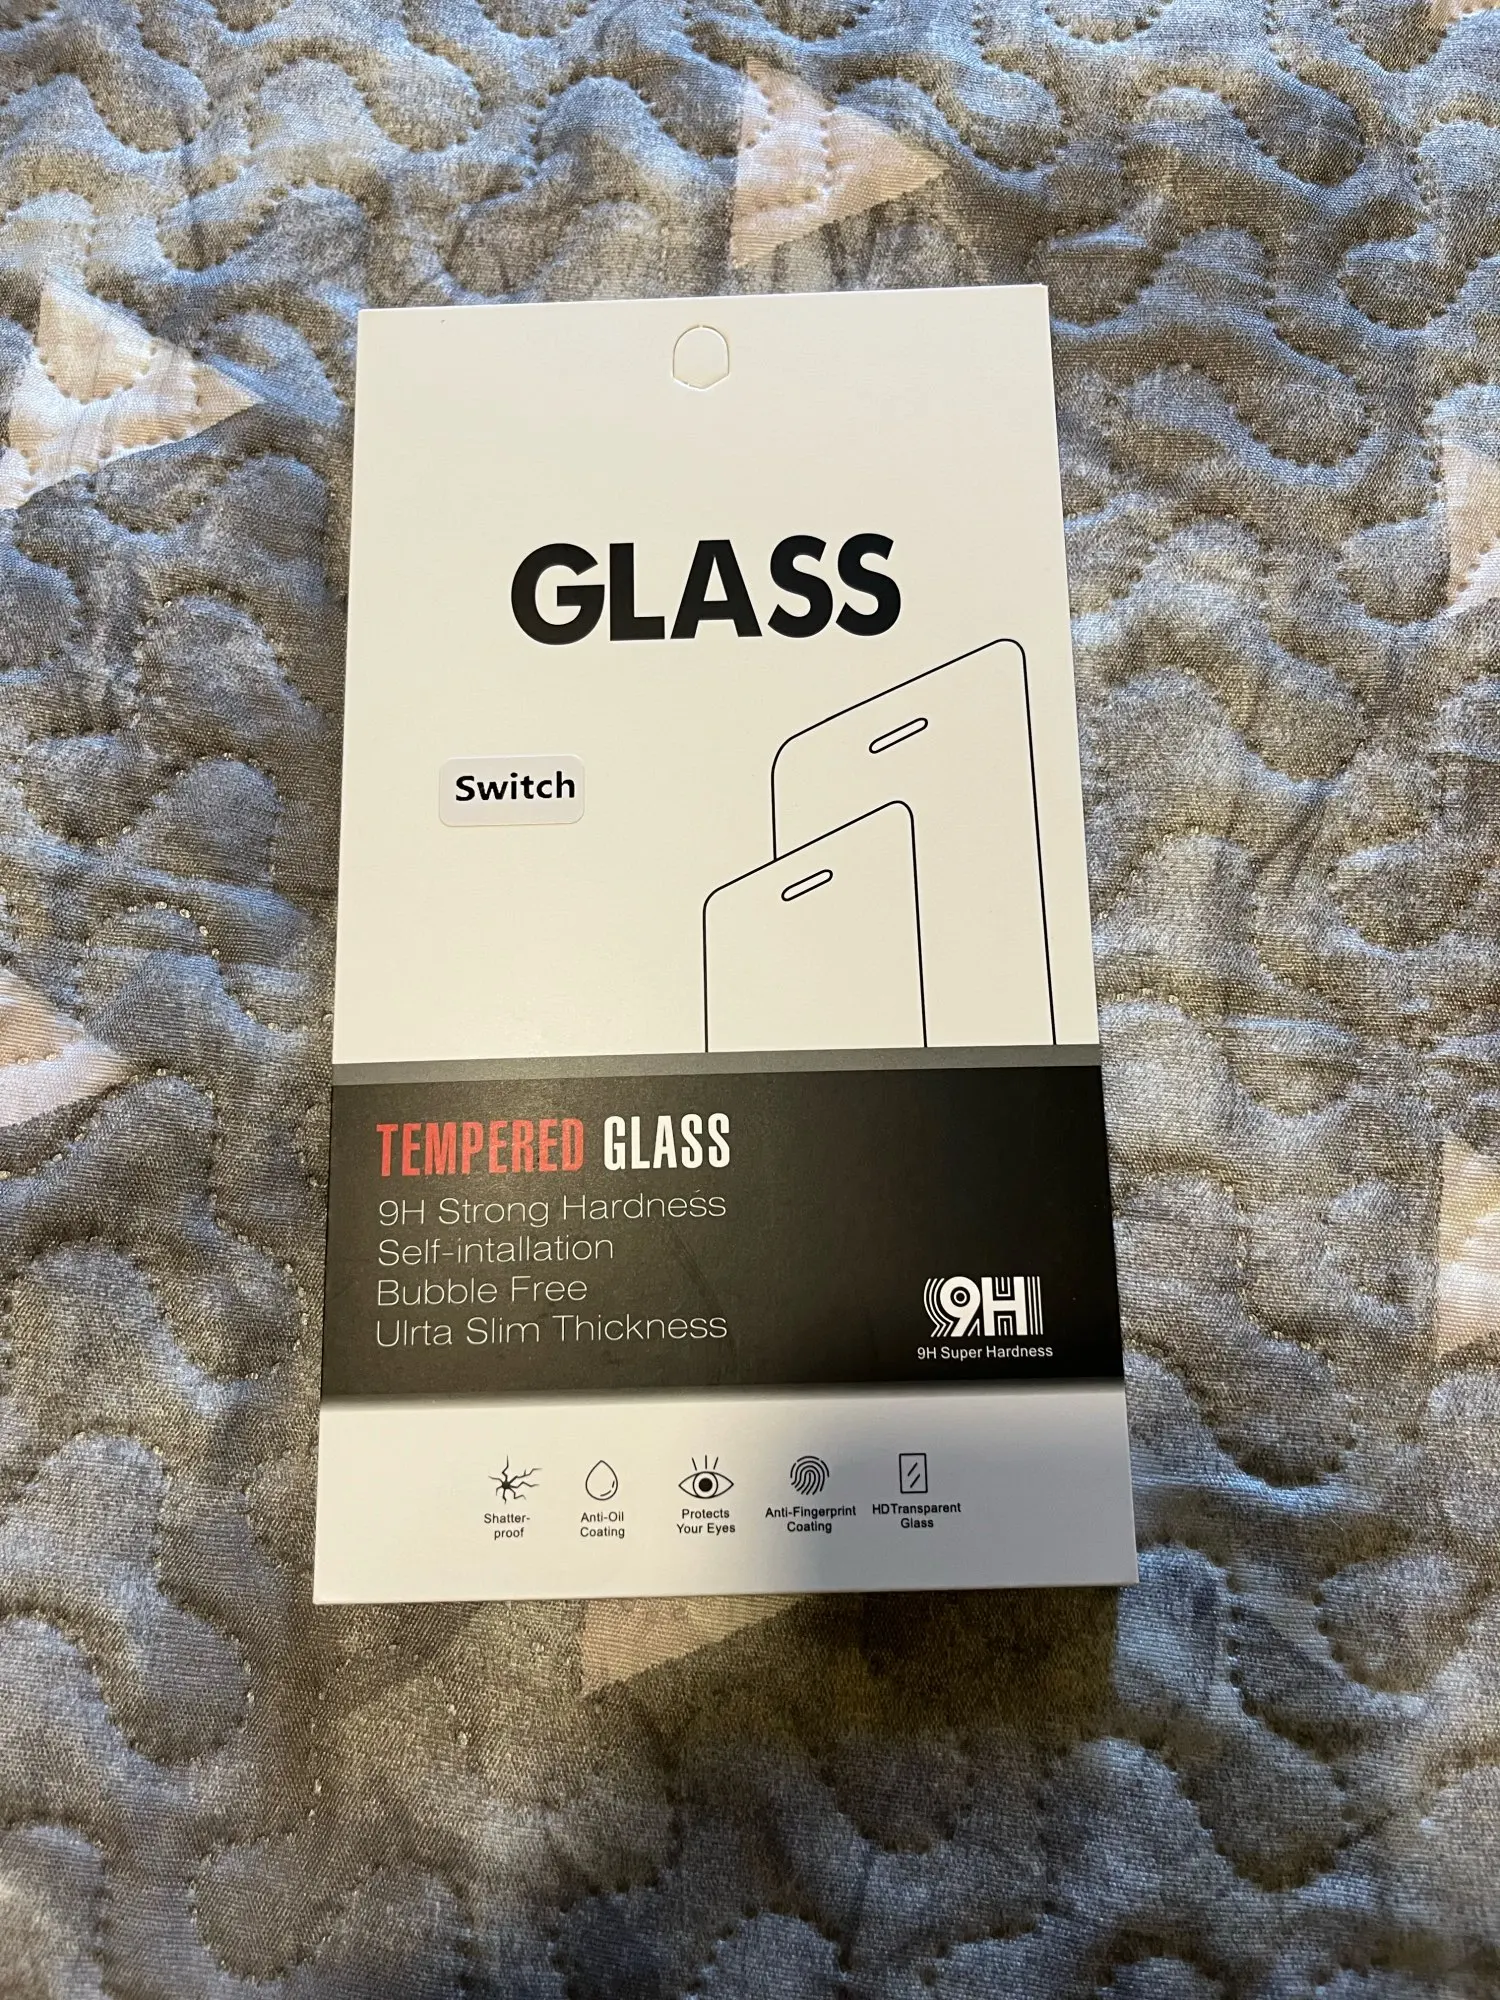 GLASS
Switch
TEMPERED GLASS
9H Strong Hardness
Self-intallation
Bubble Free
Ulrta Slim Thickness
9H
9H Super Hardness
Shatter-
proof
Anti-Oil
Coating
Protects
Your Eyes
Anti-Fingerprint
Coating
HDTransparent
Glass